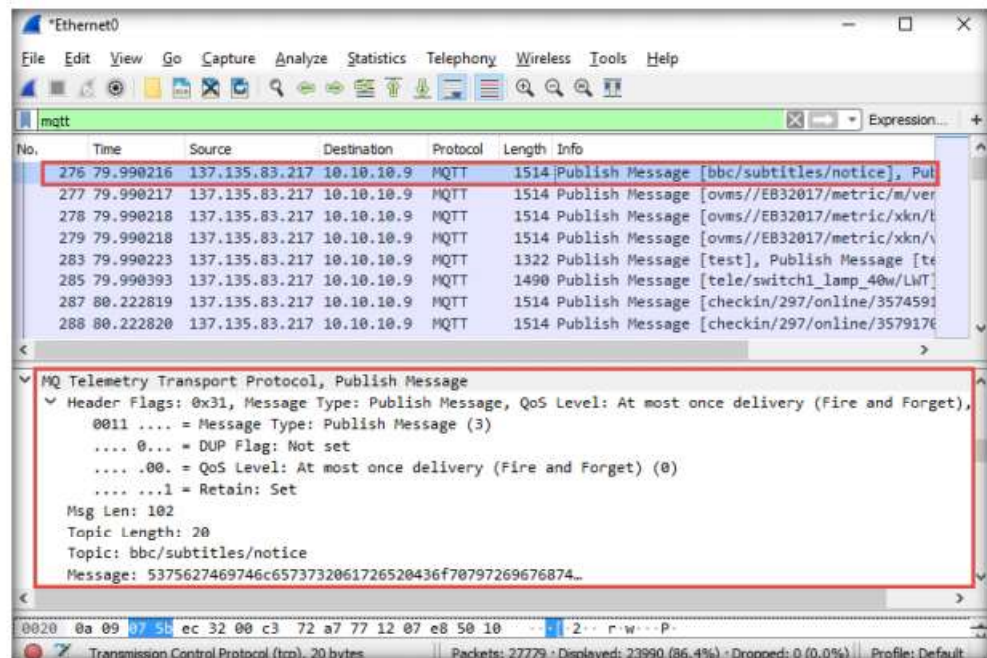 *Ethernet0
File Edit View Go Capture Analyze Statistics Telephony Wireless Tools Help
mqtt Expression... +
No. Time Source Destination Protocol Length Info
276 79.990216 137.135.83.217 10.10.10.9 MQTT 1514 Publish Message [bbc/subtitles/notice], Pub
277 79.990217 137.135.83.217 10.10.10.9 MQTT 1514 Publish Message [ovms//EB32017/metric/m/ver
278 79.990218 137.135.83.217 10.10.10.9 MQTT 1514 Publish Message [ovms//EB32017/metric/xkn/b
279 79.990218 137.135.83.217 10.10.10.9 MQTT 1514 Publish Message [ovms//EB32017/metric/xkn/v
283 79.990223 137.135.83.217 10.10.10.9 MQTT 1322 Publish Message [test], Publish Message [te
285 79.990393 137.135.83.217 10.10.10.9 MQTT 1490 Publish Message [tele/switch1_lamp_40w/LWT]
287 80.222819 137.135.83.217 10.10.10.9 MQTT 1514 Publish Message [checkin/297/online/3574591
288 80.222820 137.135.83.217 10.10.10.9 MQTT 1514 Publish Message [checkin/297/online/3579176
MQ Telemetry Transport Protocol, Publish Message
Header Flags: 0x31, Message Type: Publish Message, QoS Level: At most once delivery (Fire and Forget),
0011 .... = Message Type: Publish Message (3)
.... 0... = DUP Flag: Not set
.... .00. = QoS Level: At most once delivery (Fire and Forget) (0)
.... ...1 = Retain: Set
Msg Len: 102
Topic Length: 20
Topic: bbc/subtitles/notice
Message: 5375627469746c6573732061726520436f70797269676874…
0020 0a 09 07 5b ec 32 00 c3 72 a7 77 12 07 e8 50 10 ···[·2·· r·w···P·
Transmission Control Protocol (tcp), 20 bytes Packets: 27779 · Displayed: 23990 (86.4%) · Dropped: 0 (0.0%) Profile: Default